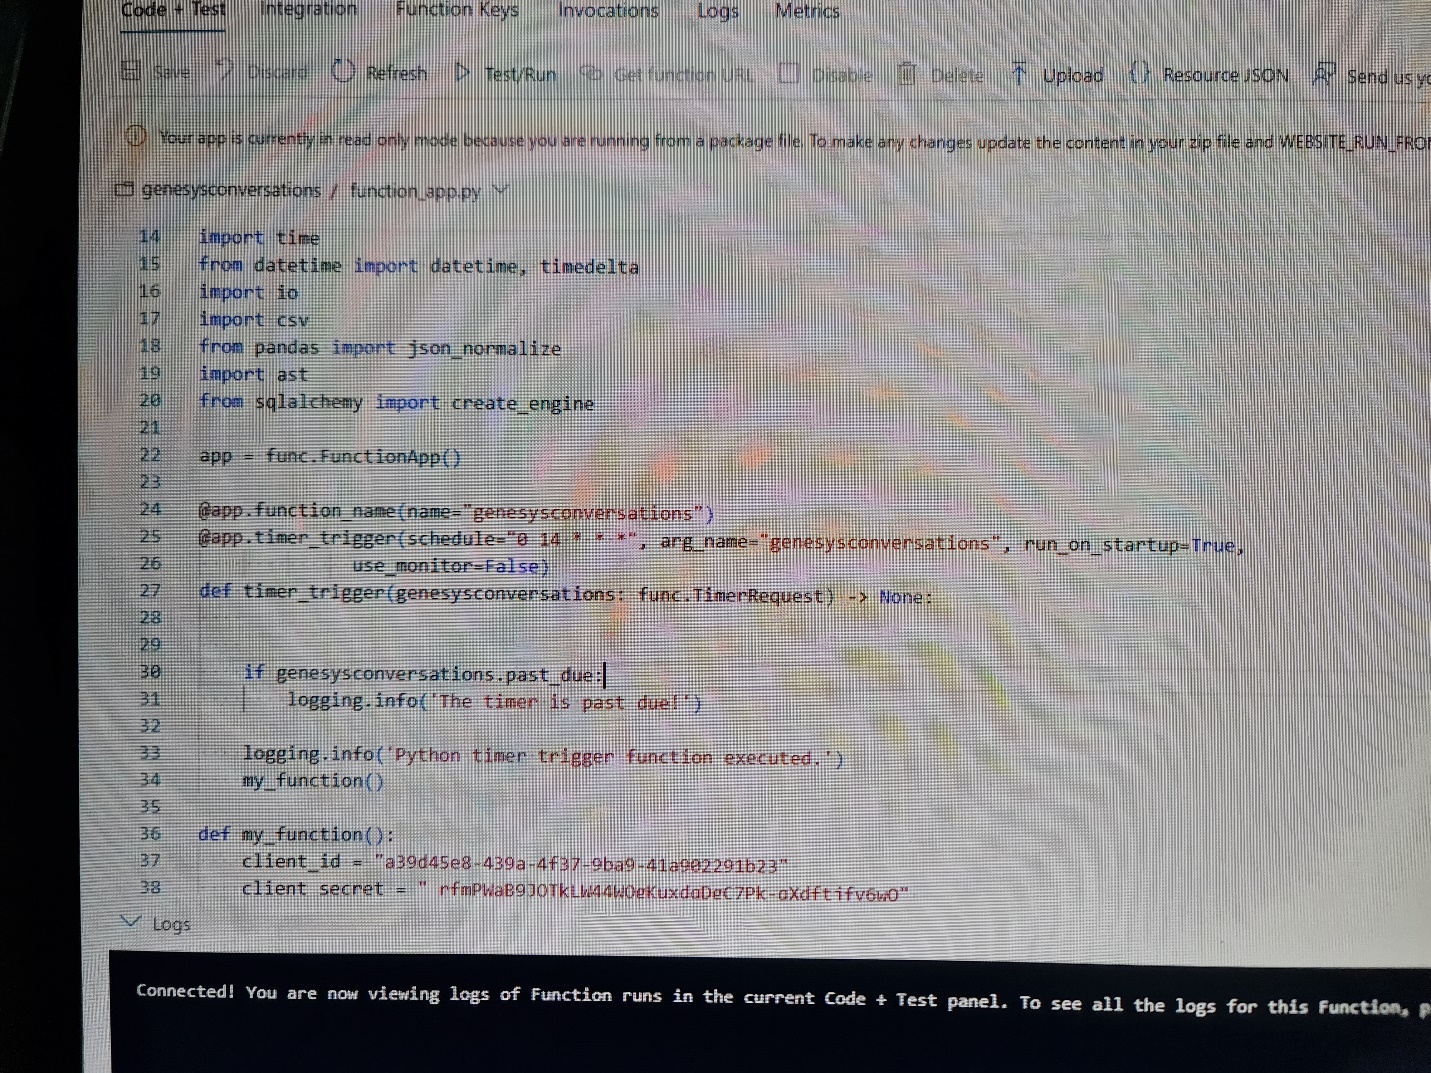 Code + Test Integration Function Keys Invocations Logs Metrics
Save Discard Refresh Test/Run Get function URL Disable Delete Upload Resource JSON Send us
Your app is currently in read only mode because you are running from a package file. To make any changes update the content in your zip file and WEBSITE_RUN_FRO
genesysconversations / function_app.py
14 import time
15 from datetime import datetime, timedelta
16 import io
17 import csv
18 from pandas import json_normalize
19 import ast
20 from sqlalchemy import create_engine
21
22 app = func.FunctionApp()
23
24 @app.function_name(name="genesysconversations")
25 @app.timer_trigger(schedule="0 14 * * *", arg_name="genesysconversations", run_on_startup=True,
26 use_monitor=False)
27 def timer_trigger(genesysconversations: func.TimerRequest) -> None:
28
29
30 if genesysconversations.past_due:
31 logging.info('The timer is past due!')
32
33 logging.info('Python timer trigger function executed.')
34 my_function()
35
36 def my_function():
37 client_id = "a39d45e8-439a-4f37-9ba9-41a902291b23"
38 client_secret = "
Logs
Connected! You are now viewing logs of Function runs in the current Code + Test panel. To see all the logs for this Function, p